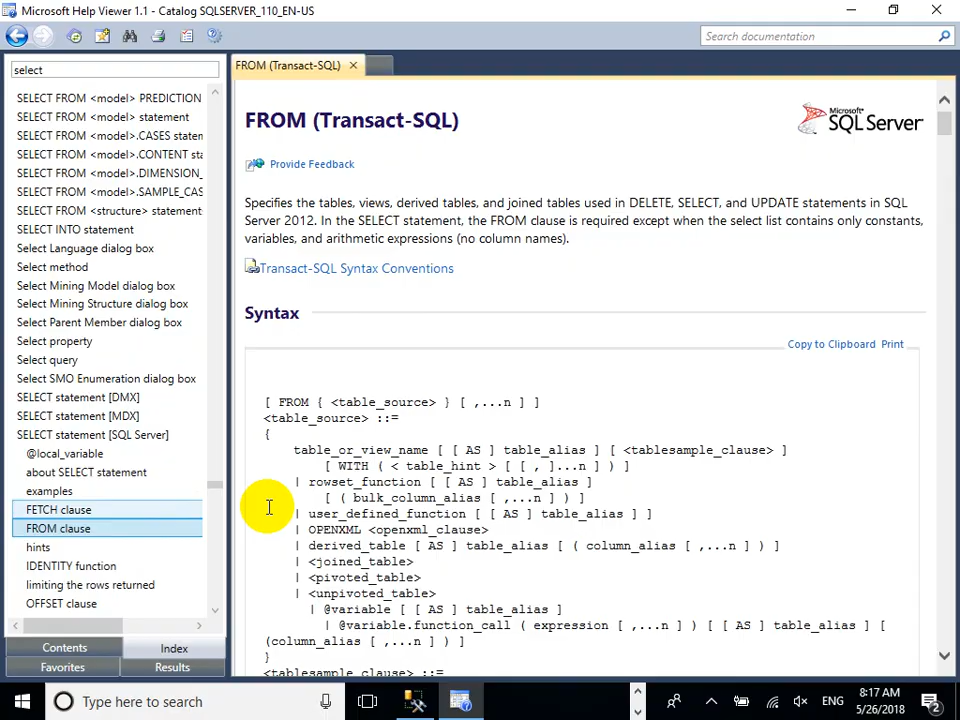 Microsoft Help Viewer 1.1 - Catalog SQLSERVER_110_EN-US
Search documentation
select
SELECT FROM <model> PREDICTION
SELECT FROM <model> statement
SELECT FROM <model>.CASES statem
SELECT FROM <model>.CONTENT sta
SELECT FROM <model>.DIMENSION_
SELECT FROM <model>.SAMPLE_CAS
SELECT FROM <structure> statement
SELECT INTO statement
Select Language dialog box
Select method
Select Mining Model dialog box
Select Mining Structure dialog box
Select Parent Member dialog box
Select property
Select query
Select SMO Enumeration dialog box
SELECT statement [DMX]
SELECT statement [MDX]
SELECT statement [SQL Server]
@local_variable
about SELECT statement
examples
FETCH clause
FROM clause
hints
IDENTITY function
limiting the rows returned
OFFSET clause
Contents
Index
Favorites
Results
FROM (Transact-SQL)
FROM (Transact-SQL)
Microsoft
SQL Server
Provide Feedback
Specifies the tables, views, derived tables, and joined tables used in DELETE, SELECT, and UPDATE statements in SQL
Server 2012. In the SELECT statement, the FROM clause is required except when the select list contains only constants,
variables, and arithmetic expressions (no column names).
Transact-SQL Syntax Conventions
Syntax
Copy to Clipboard Print
[ FROM { <table_source> } [ ,...n ] ]
<table_source> ::=
{
table_or_view_name [ [ AS ] table_alias ] [ <tablesample_clause> ]
[ WITH ( < table_hint > [ [ , ]...n ] ) ]
| rowset_function [ [ AS ] table_alias ]
[ ( bulk_column_alias [ ,...n ] ) ]
| user_defined_function [ [ AS ] table_alias ] ]
| OPENXML <openxml_clause>
| derived_table [ AS ] table_alias [ ( column_alias [ ,...n ] ) ]
| <joined_table>
| <pivoted_table>
| <unpivoted_table>
| @variable [ [ AS ] table_alias ]
| @variable.function_call ( expression [ ,...n ] ) [ [ AS ] table_alias ] [
(column_alias [ ,...n ] ) ]
}
<tablesample_clause> ::=
Type here to search
ENG
8:17 AM
5/26/2018
2